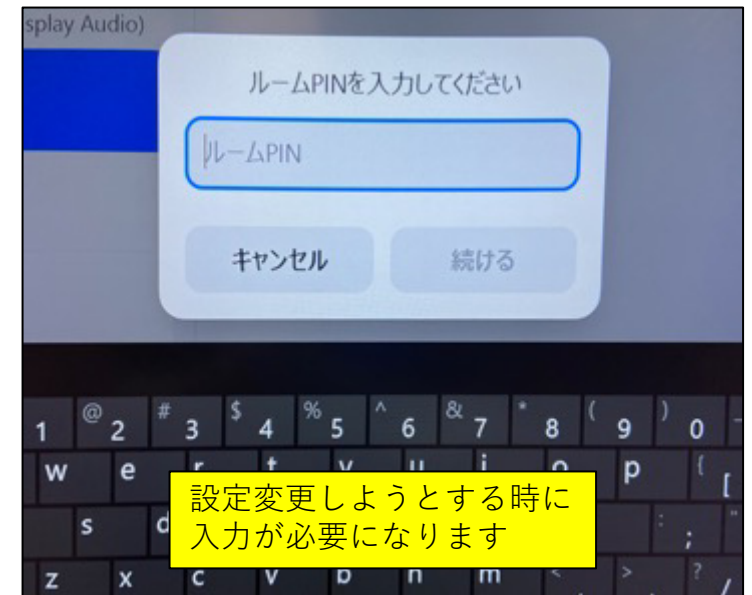 splay Audio)
ルームPINを入力してください
ルームPIN
キャンセル
続ける
1 @ 2 # 3 $ 4 % 5 ^ 6 & 7 * 8 ( 9 ) 0
w e r t y u i o p { [
s d : ; "
設定変更しようとする時に
入力が必要になります
z x c v b n m < > ? /